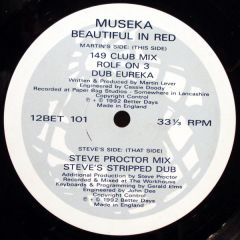 MUSEKA
BEAUTIFUL IN RED
MARTIN'S SIDE: (THIS SIDE)
149 CLUB MIX
ROLF ON 3
DUB EUREKA
Written & Produced by Martin Lever
Engineered by Cassie Doody
Recorded at Paper Bag Studios - Somewhere in Lancashire
Copyright Control
℗ + © 1992 Better Days
Made in England
12BET 101
33⅓ RPM
STEVE'S SIDE: (THAT SIDE)
STEVE PROCTOR MIX
STEVE'S STRIPPED DUB
Additional Production by Steve Proctor
Recorded & Mixed at The Workhouse
Keyboards & Programming by Gerald Elms
Engineered by John Dee
Copyright Control
℗ + © 1992 Better Days
Made in England